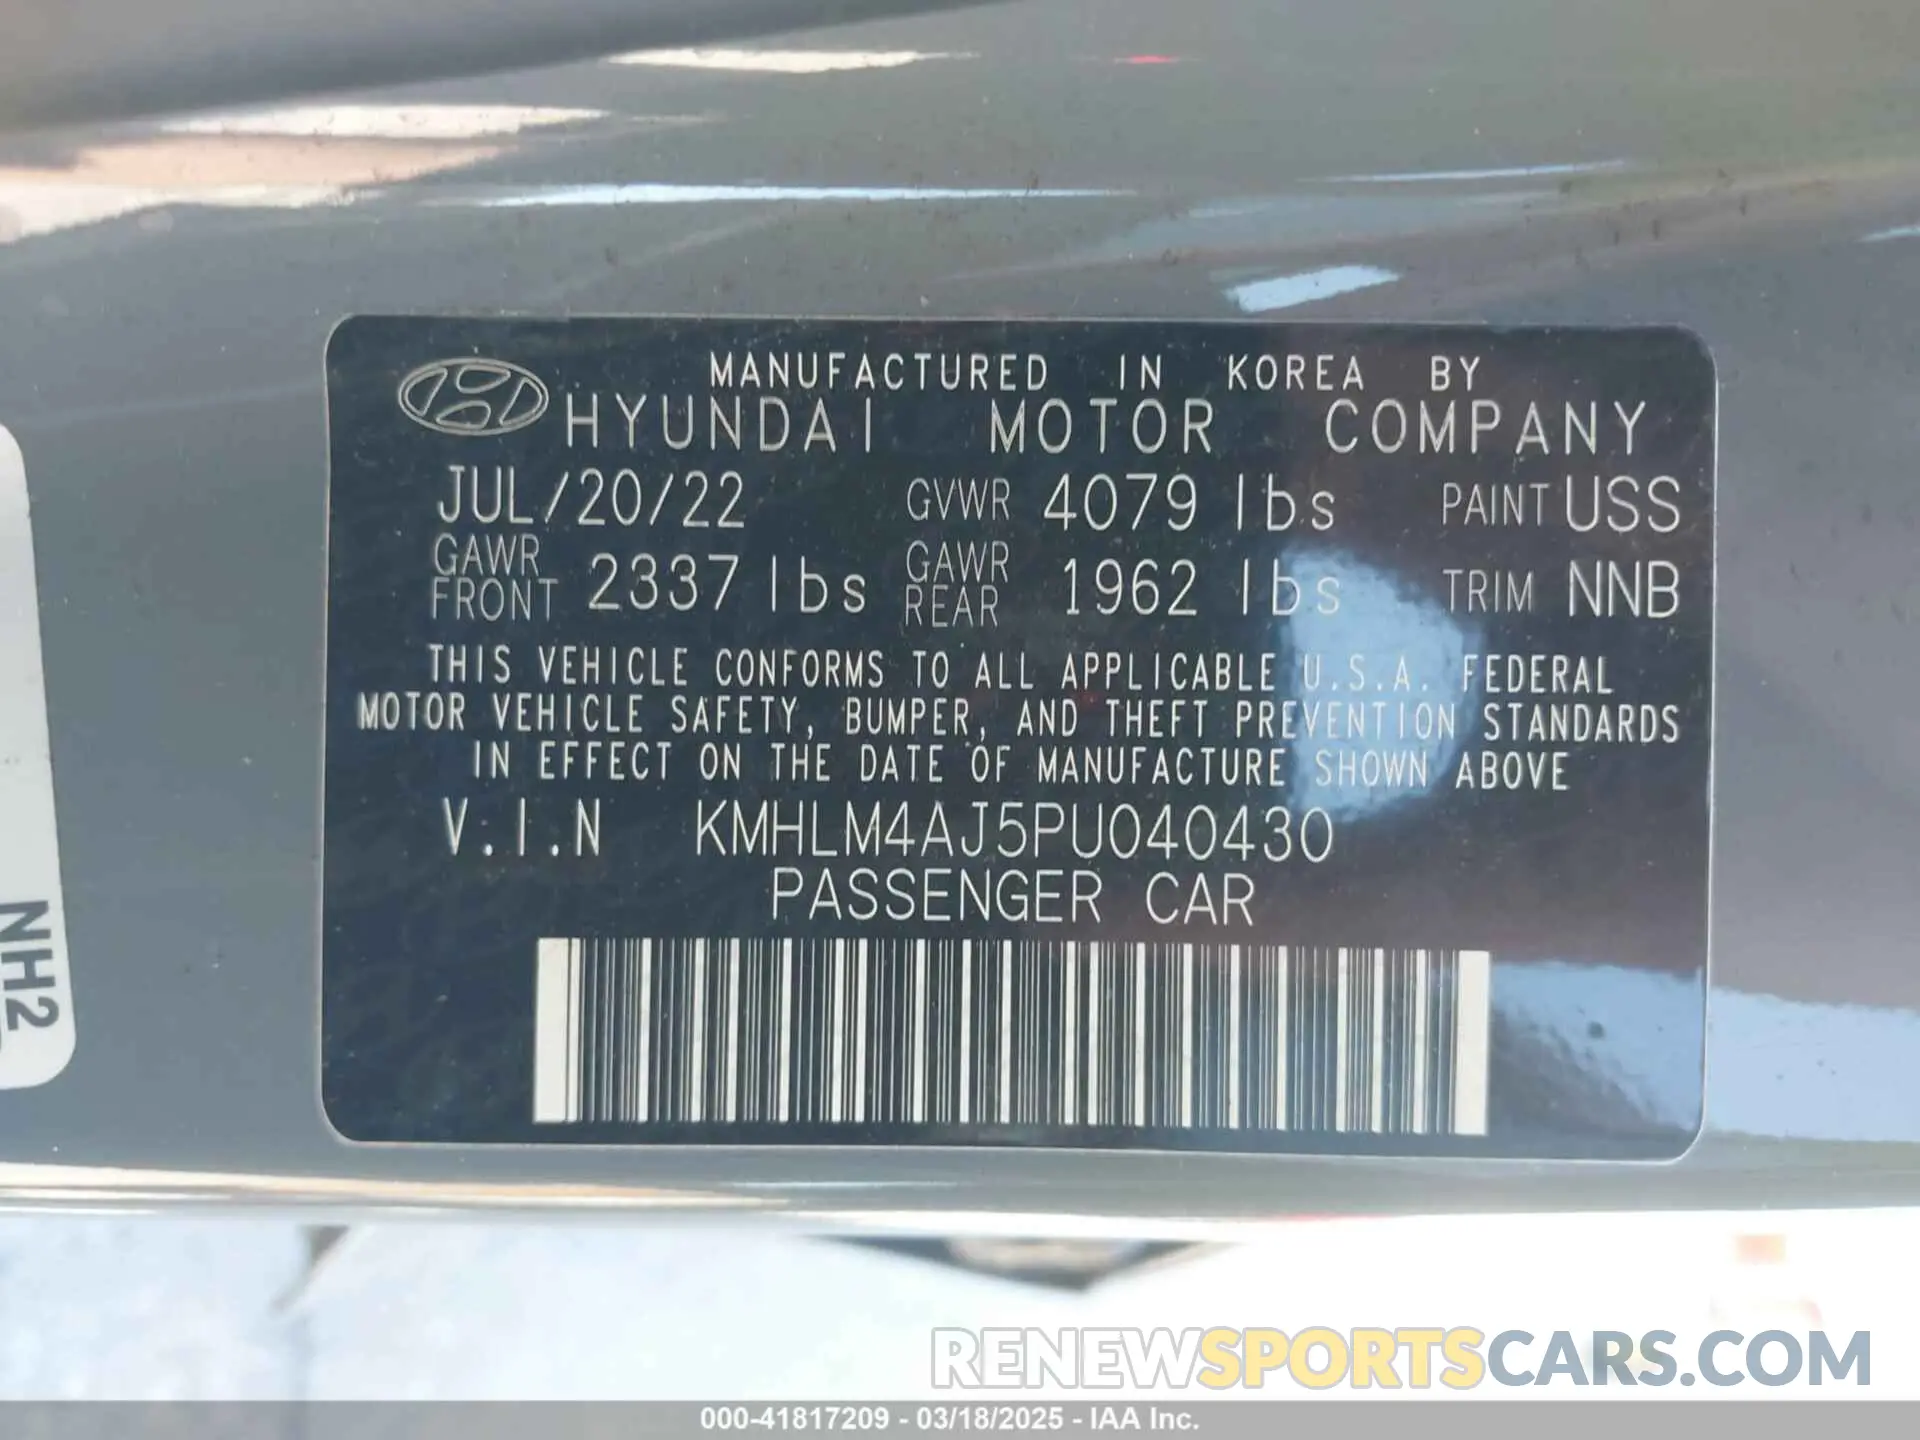 MANUFACTURED IN KOREA BY
HYUNDAI MOTOR COMPANY
JUL/20/22 GVWR 4079 lbs PAINT USS
GAWR FRONT 2337 lbs GAWR REAR 1962 lbs TRIM NNB
THIS VEHICLE CONFORMS TO ALL APPLICABLE U.S.A. FEDERAL
MOTOR VEHICLE SAFETY, BUMPER, AND THEFT PREVENTION STANDARDS
IN EFFECT ON THE DATE OF MANUFACTURE SHOWN ABOVE
V.I.N KMHLM4AJ5PU040430
PASSENGER CAR
NH2
RENEWSPORTSCARS.COM
000-41817209 - 03/18/2025 - IAA Inc.